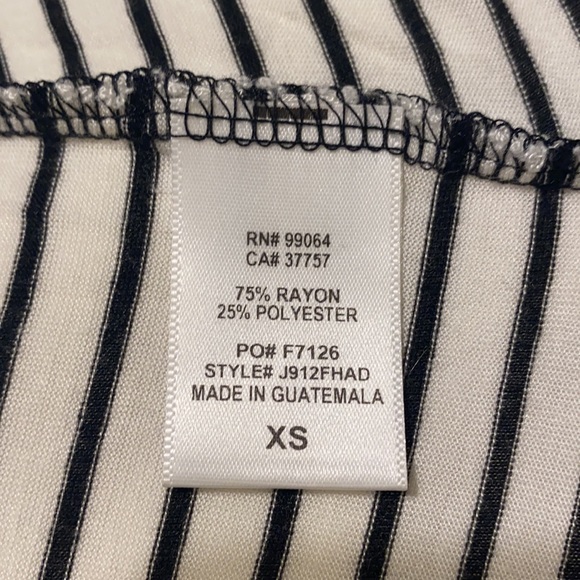 RN# 99064
CA# 37757
75% RAYON
25% POLYESTER
PO# F7126
STYLE# J912FHAD
MADE IN GUATEMALA
XS